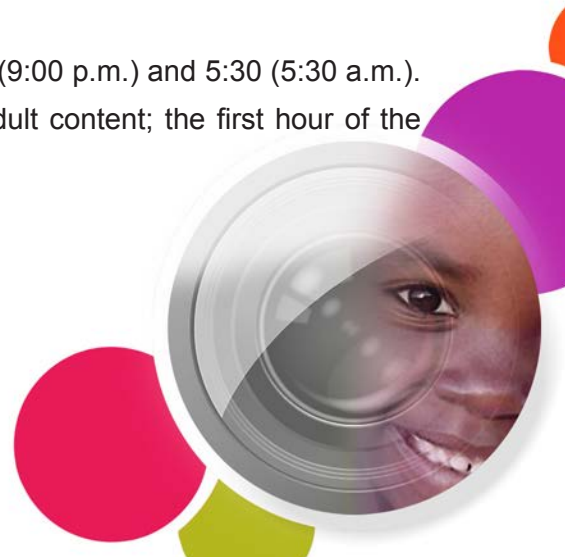 (9:00 p.m.) and 5:30 (5:30 a.m.).
dult content; the first hour of the